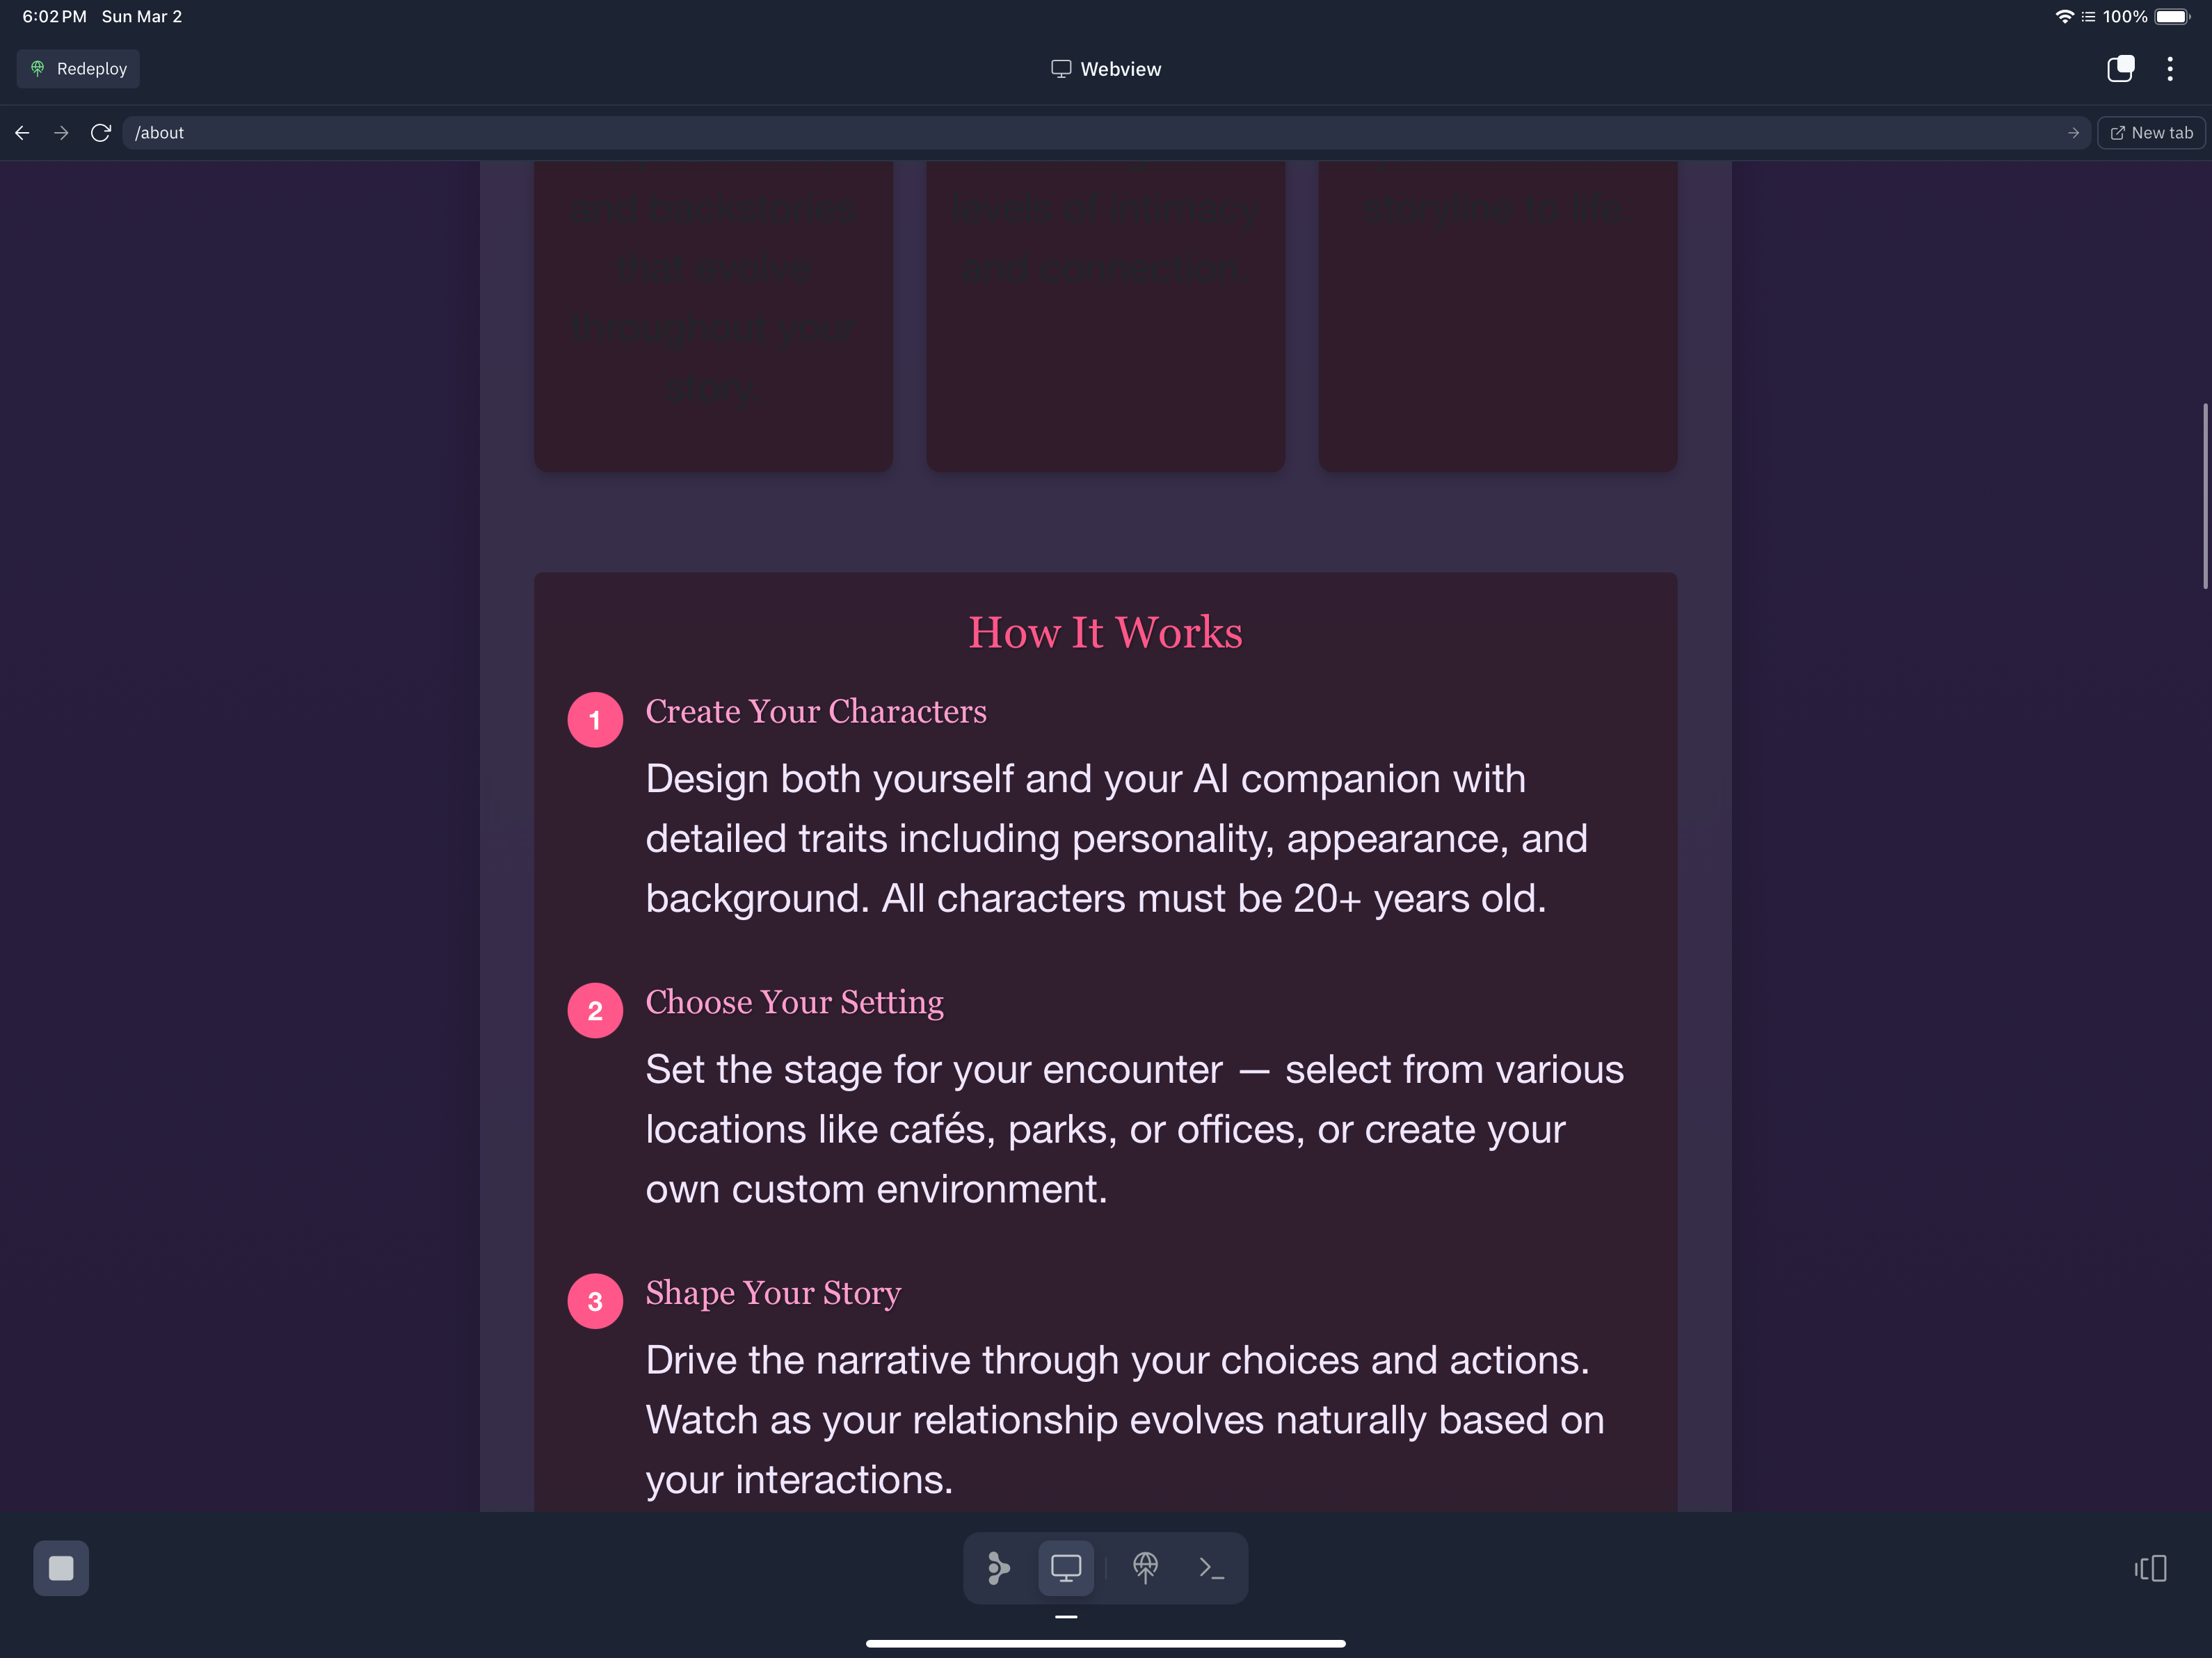 6:02 PM Sun Mar 2
100%
Redeploy
Webview
/about
New tab
and backstories
that evolve
throughout your
story.
levels of intimacy
and connection.
storyline to life.
How It Works
1
Create Your Characters
Design both yourself and your AI companion with
detailed traits including personality, appearance, and
background. All characters must be 20+ years old.
2
Choose Your Setting
Set the stage for your encounter — select from various
locations like cafés, parks, or offices, or create your
own custom environment.
3
Shape Your Story
Drive the narrative through your choices and actions.
Watch as your relationship evolves naturally based on
your interactions.